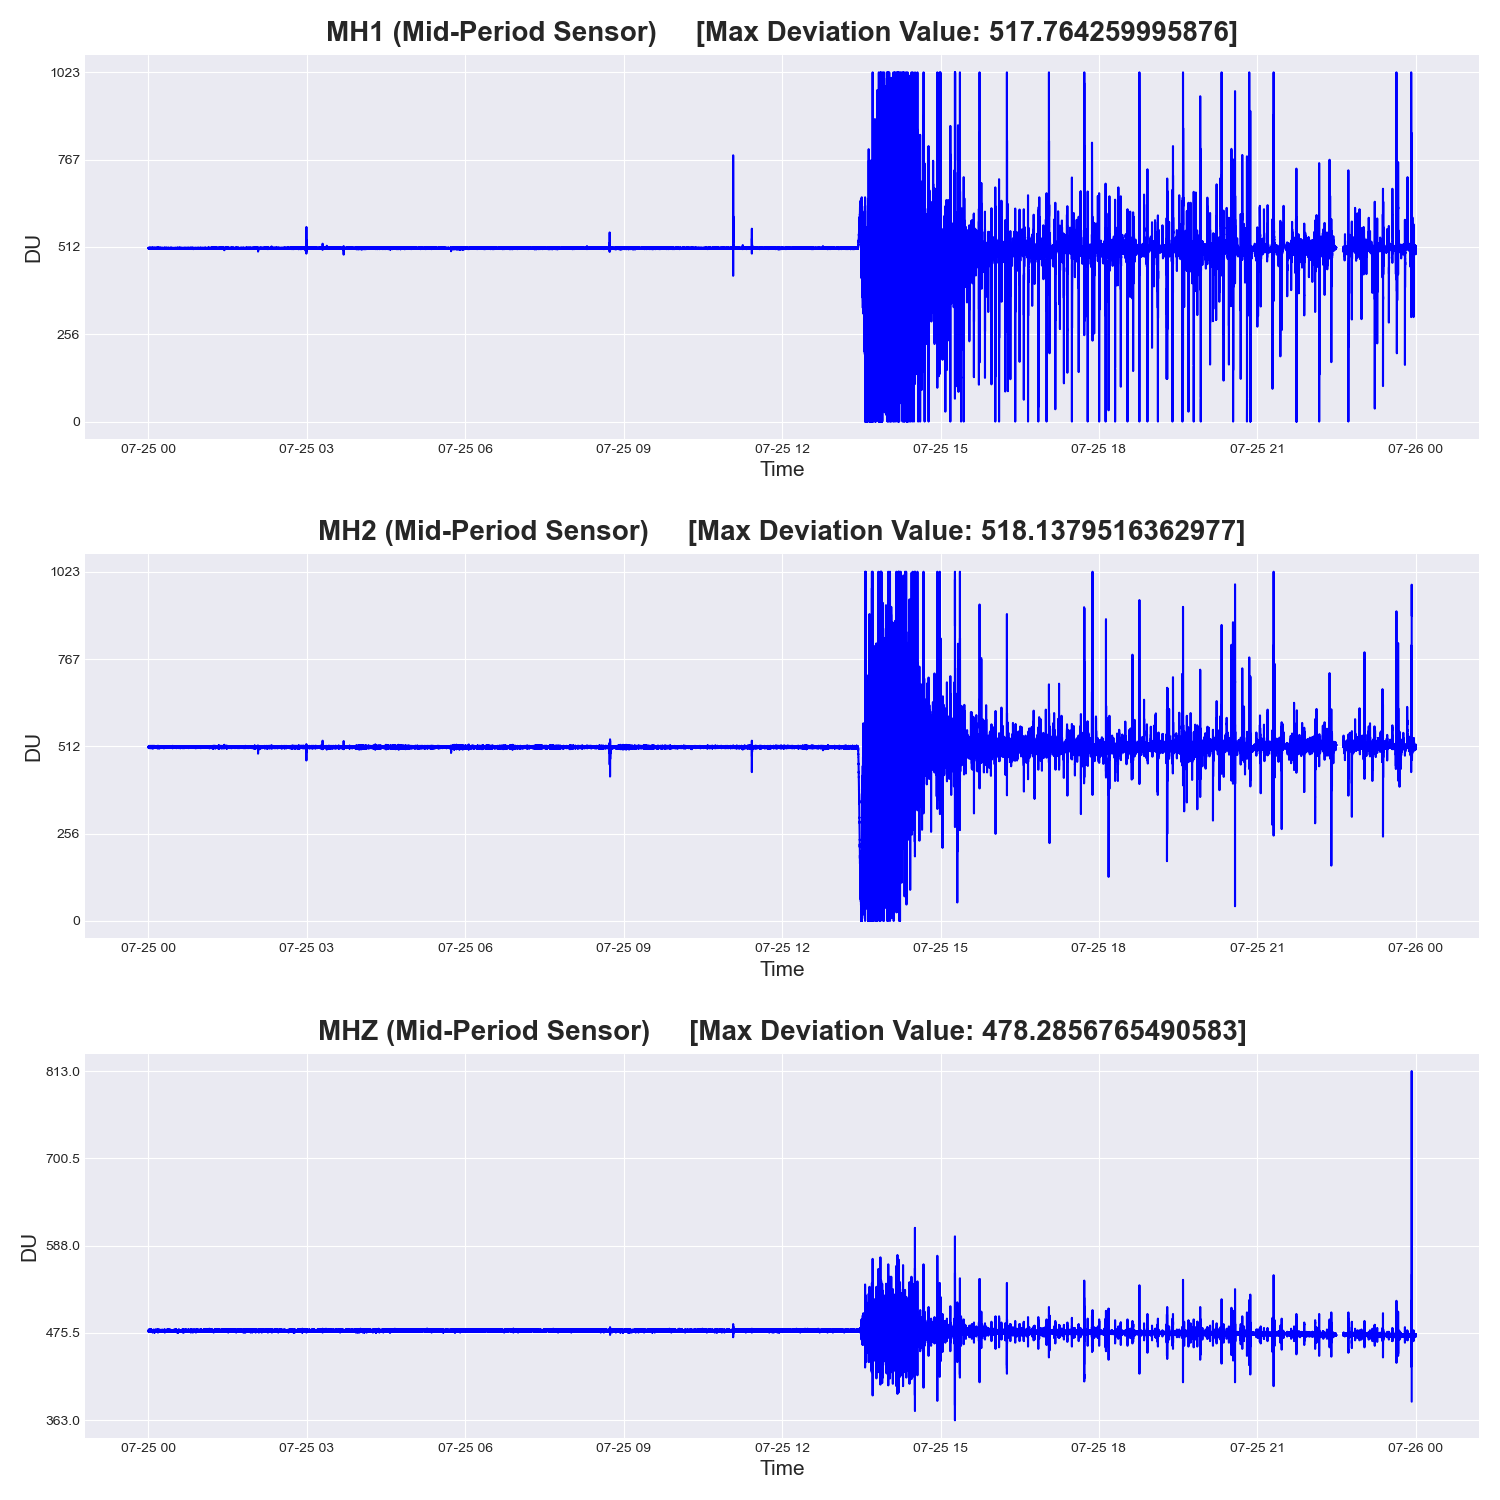 MH1 (Mid-Period Sensor) [Max Deviation Value: 517.764259995876]
1023
767
512
256
0
DU
07-25 00 07-25 03 07-25 06 07-25 09 07-25 12 07-25 15 07-25 18 07-25 21 07-26 00
Time
MH2 (Mid-Period Sensor) [Max Deviation Value: 518.1379516362977]
1023
767
512
256
0
DU
07-25 00 07-25 03 07-25 06 07-25 09 07-25 12 07-25 15 07-25 18 07-25 21 07-26 00
Time
MHZ (Mid-Period Sensor) [Max Deviation Value: 478.2856765490583]
813.0
700.5
588.0
475.5
363.0
DU
07-25 00 07-25 03 07-25 06 07-25 09 07-25 12 07-25 15 07-25 18 07-25 21 07-26 00
Time